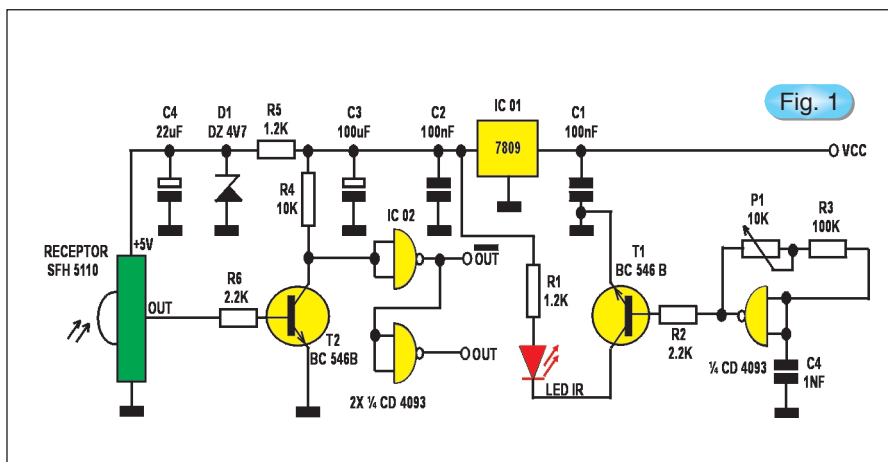 Fig. 1
C4
22uF
D1
DZ 4V7
R5
1.2K
C3
100uF
C2
100nF
IC 01
7809
C1
100nF
VCC
R4
10K
IC 02
P1
10K
R3
100K
+5V
RECEPTOR
SFH 5110
OUT
R6
2.2K
OUT
R1
1.2K
T1
BC 546 B
T2
BC 546B
OUT
R2
2.2K
¼ CD 4093
C4
1NF
LED IR
2X ¼ CD 4093